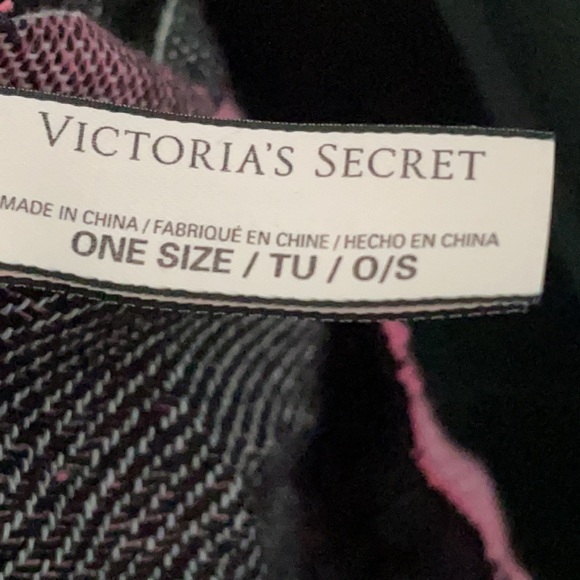 VICTORIA'S SECRET
MADE IN CHINA / FABRIQUÉ EN CHINE / HECHO EN CHINA
ONE SIZE / TU / O/S